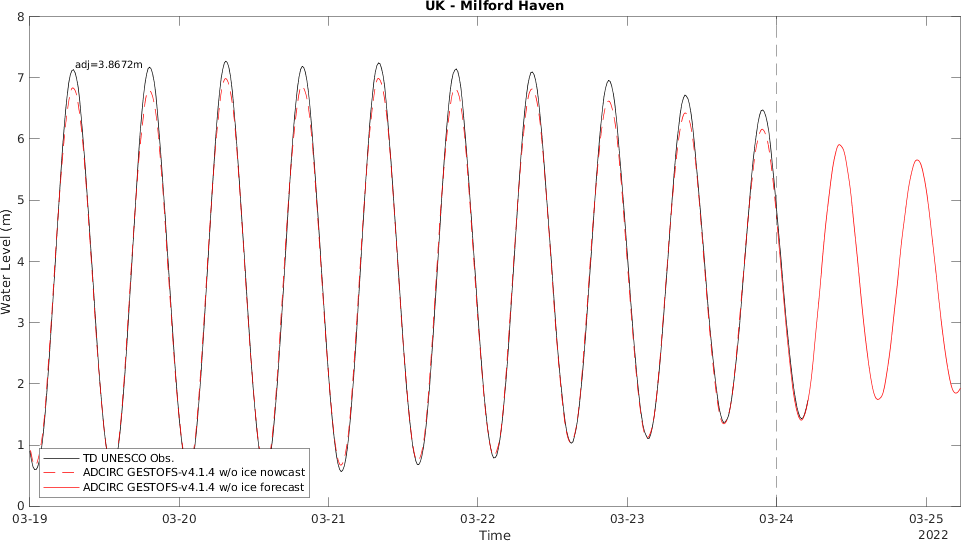 UK - Milford Haven
adj=3.8672m
8
7
6
5
4
3
2
1
0
Water Level (m)
TD UNESCO Obs.
ADCIRC GESTOFS-v4.1.4 w/o ice nowcast
ADCIRC GESTOFS-v4.1.4 w/o ice forecast
03-19 03-20 03-21 03-22 03-23 03-24 03-25
Time
2022